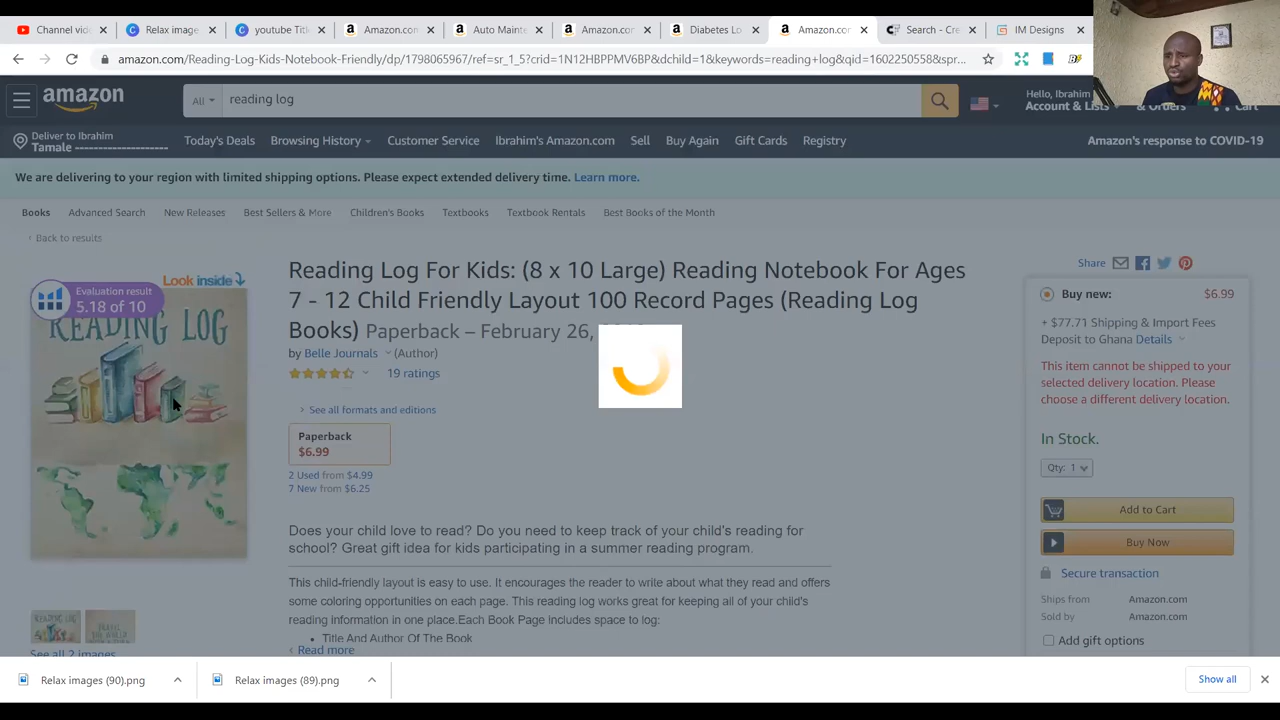 Channel vide
Relax image
youtube Title
Amazon.com
Auto Mainte
Amazon.com
Diabetes Lo
Amazon.com
Search - Cre
IM Designs
amazon.com/Reading-Log-Kids-Notebook-Friendly/dp/1798065967/ref=sr_1_5?crid=1N12HBPPMV6BP&dchild=1&keywords=reading+log&qid=1602250558&spr...
amazon
All
reading log
Hello, Ibrahim
Account & Lists
& Orders
Cart
Deliver to Ibrahim
Tamale --------------------
Today's Deals
Browsing History
Customer Service
Ibrahim's Amazon.com
Sell
Buy Again
Gift Cards
Registry
Amazon's response to COVID-19
We are delivering to your region with limited shipping options. Please expect extended delivery time. Learn more.
Books
Advanced Search
New Releases
Best Sellers & More
Children's Books
Textbooks
Textbook Rentals
Best Books of the Month
‹ Back to results
Look inside
Evaluation result
5.18 of 10
READING LOG
Reading Log For Kids: (8 x 10 Large) Reading Notebook For Ages
7 - 12 Child Friendly Layout 100 Record Pages (Reading Log
Books) Paperback – February 26,
by Belle Journals (Author)
19 ratings
› See all formats and editions
Paperback
$6.99
2 Used from $4.99
7 New from $6.25
Does your child love to read? Do you need to keep track of your child's reading for
school? Great gift idea for kids participating in a summer reading program.
This child-friendly layout is easy to use. It encourages the reader to write about what they read and offers
some coloring opportunities on each page. This reading log works great for keeping all of your child's
reading information in one place.Each Book Page includes space to log:
• Title And Author Of The Book
‹ Read more
See all 2 images
Share
Buy new:
$6.99
+ $77.71 Shipping & Import Fees
Deposit to Ghana Details
This item cannot be shipped to your
selected delivery location. Please
choose a different delivery location.
In Stock.
Qty: 1
Add to Cart
Buy Now
Secure transaction
Ships from
Amazon.com
Sold by
Amazon.com
Add gift options
Relax images (90).png
Relax images (89).png
Show all